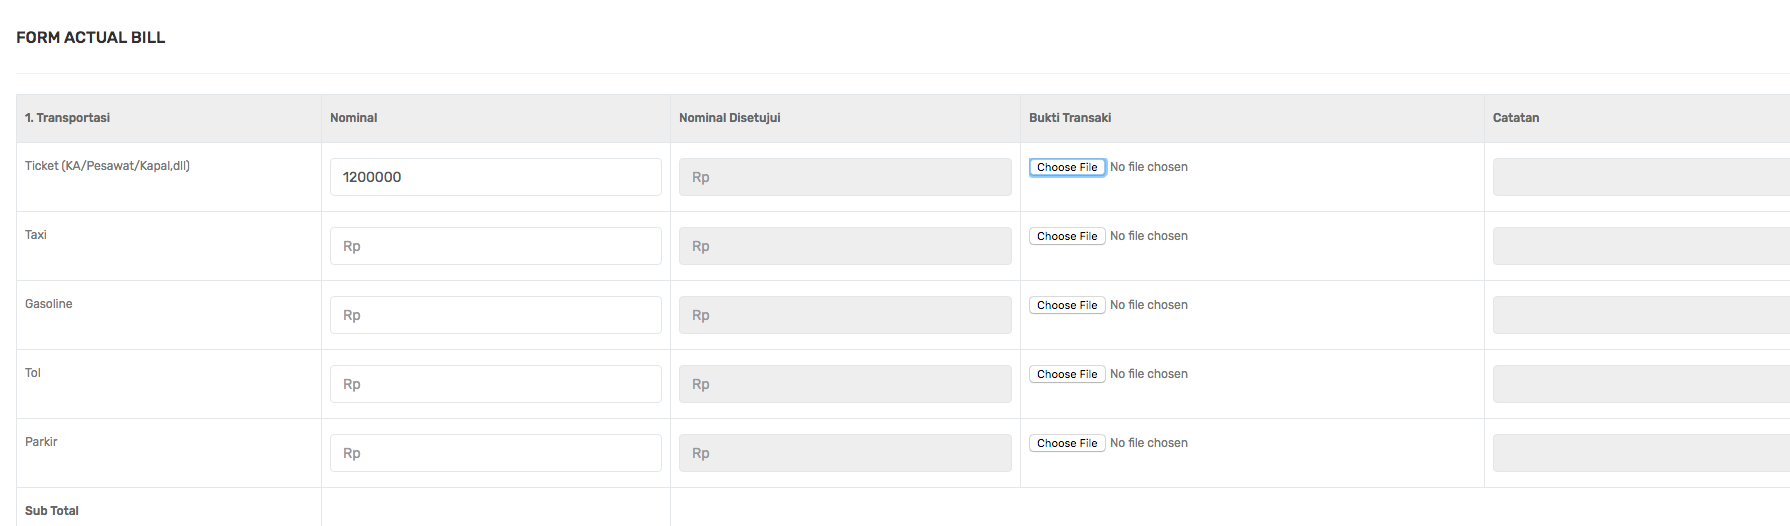 FORM ACTUAL BILL
1. Transportasi Nominal Nominal Disetujui Bukti Transaki Catatan
Ticket (KA/Pesawat/Kapal,dll) 1200000 Rp Choose File No file chosen
Taxi Rp Rp Choose File No file chosen
Gasoline Rp Rp Choose File No file chosen
Tol Rp Rp Choose File No file chosen
Parkir Rp Rp Choose File No file chosen
Sub Total